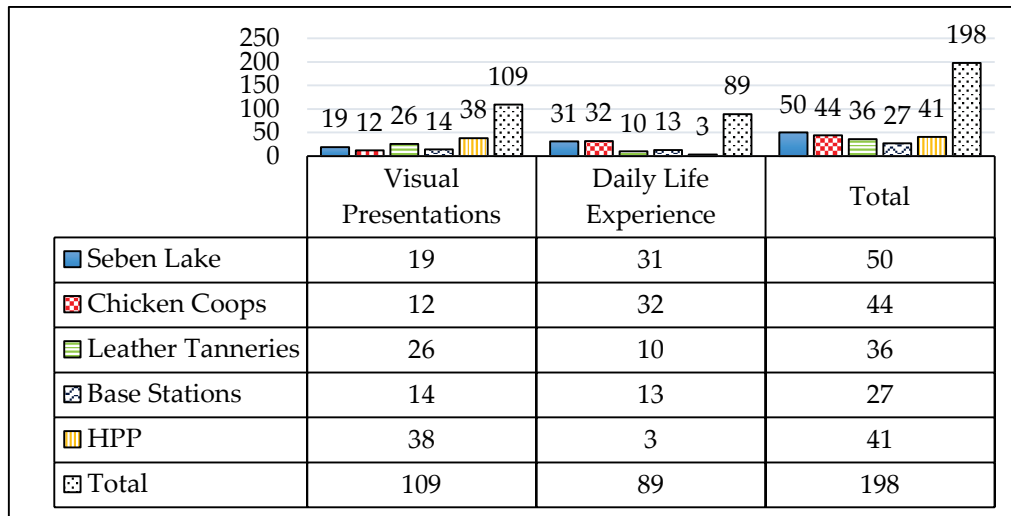 250
200
150
100
50
0
19 12 26 14 38 109
31 32 10 13 3 89
50 44 36 27 41 198
Visual Presentations
Daily Life Experience
Total
Seben Lake 19 31 50
Chicken Coops 12 32 44
Leather Tanneries 26 10 36
Base Stations 14 13 27
HPP 38 3 41
Total 109 89 198